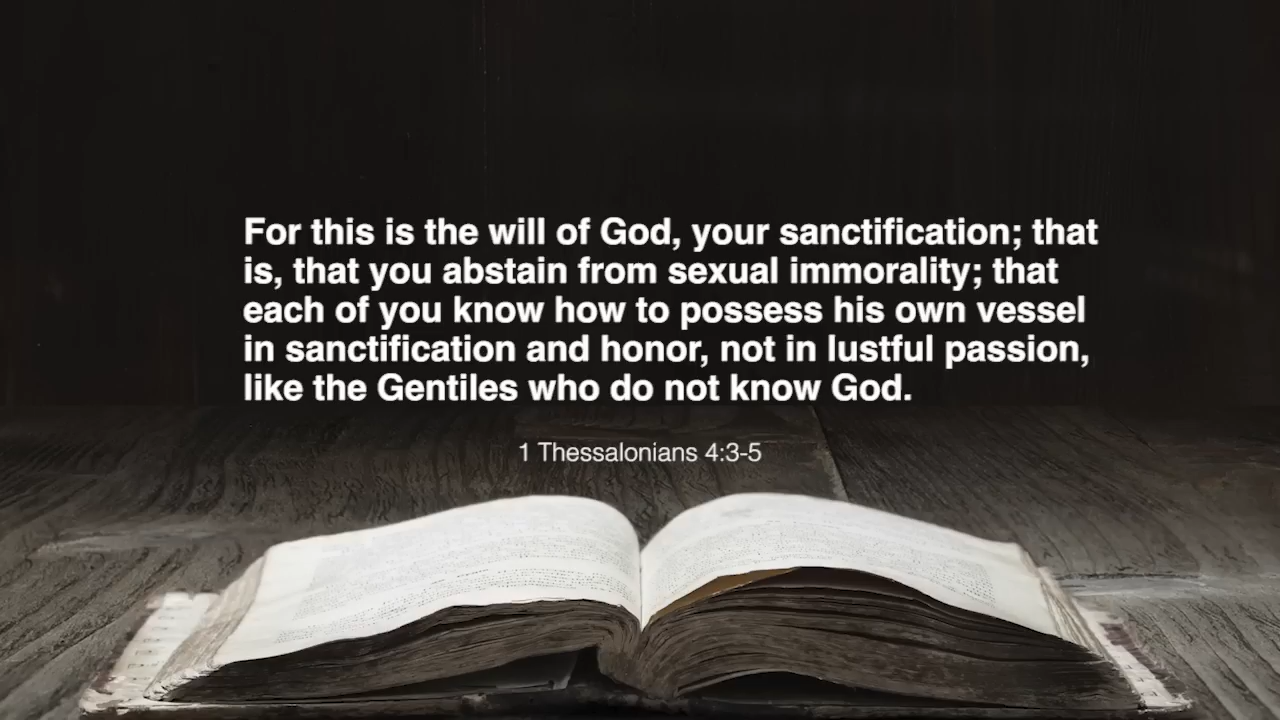 For this is the will of God, your sanctification; that
is, that you abstain from sexual immorality; that
each of you know how to possess his own vessel
in sanctification and honor, not in lustful passion,
like the Gentiles who do not know God.
1 Thessalonians 4:3-5